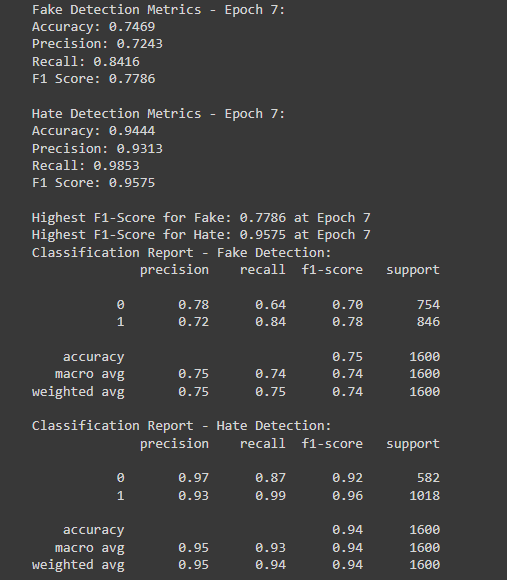 Fake Detection Metrics - Epoch 7:
Accuracy: 0.7469
Precision: 0.7243
Recall: 0.8416
F1 Score: 0.7786
Hate Detection Metrics - Epoch 7:
Accuracy: 0.9444
Precision: 0.9313
Recall: 0.9853
F1 Score: 0.9575
Highest F1-Score for Fake: 0.7786 at Epoch 7
Highest F1-Score for Hate: 0.9575 at Epoch 7
Classification Report - Fake Detection:
precision recall f1-score support
0 0.78 0.64 0.70 754
1 0.72 0.84 0.78 846
accuracy 0.75 1600
macro avg 0.75 0.74 0.74 1600
weighted avg 0.75 0.75 0.74 1600
Classification Report - Hate Detection:
precision recall f1-score support
0 0.97 0.87 0.92 582
1 0.93 0.99 0.96 1018
accuracy 0.94 1600
macro avg 0.95 0.93 0.94 1600
weighted avg 0.95 0.94 0.94 1600